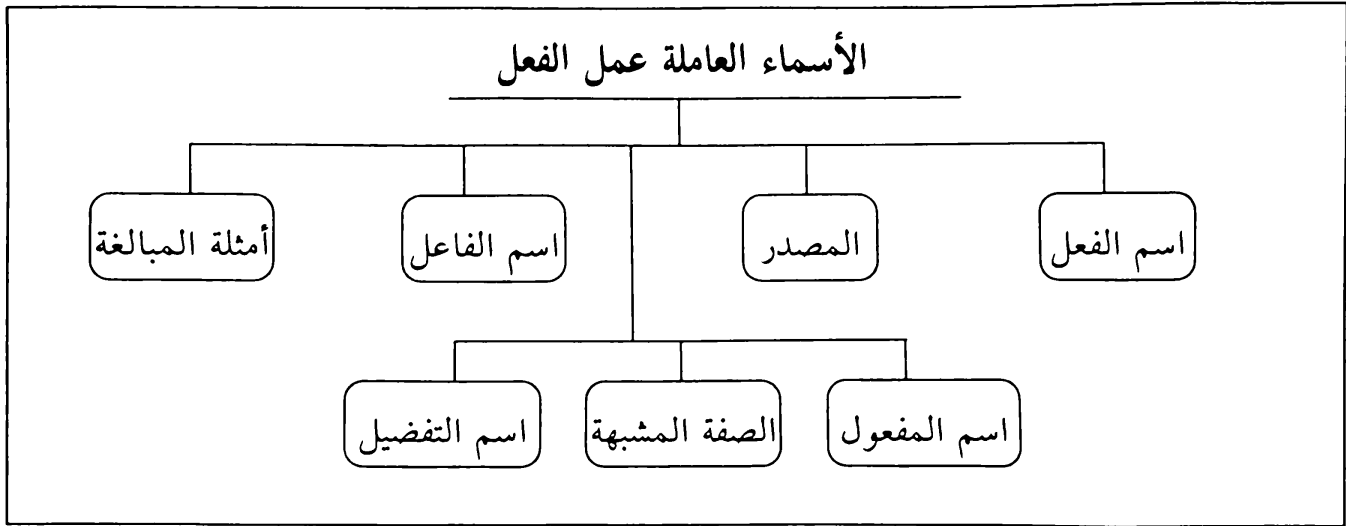 الأسماء العاملة عمل الفعل
اسم الفعل
المصدر
اسم الفاعل
أمثلة المبالغة
اسم المفعول
الصفة المشبهة
اسم التفضيل